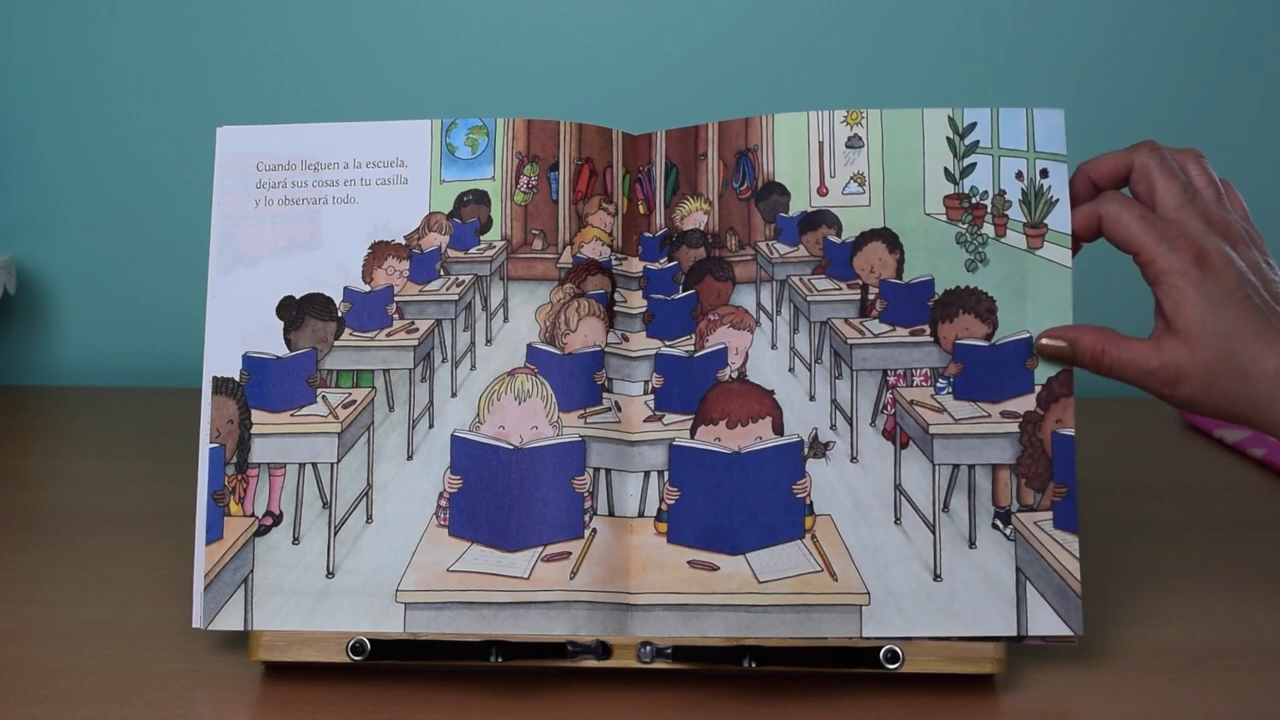 Cuando lleguen a la escuela,
dejará sus cosas en tu casilla
y lo observará todo.